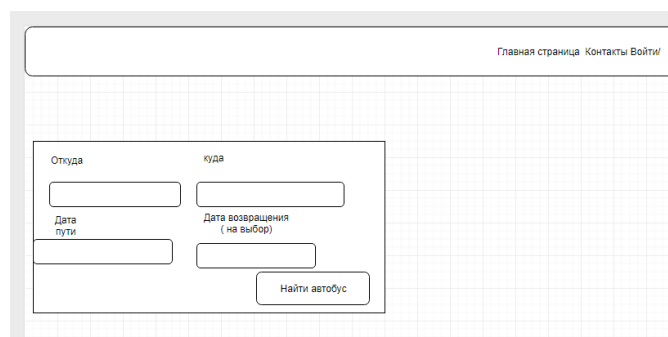 Главная страница Контакты Войти/
Откуда
куда
Дата
пути
Дата возвращения
( на выбор)
Найти автобус